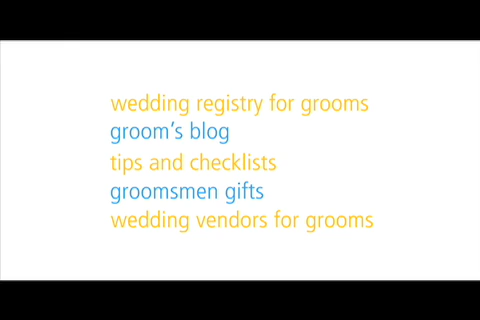 wedding registry for grooms
groom's blog
tips and checklists
groomsmen gifts
wedding vendors for grooms